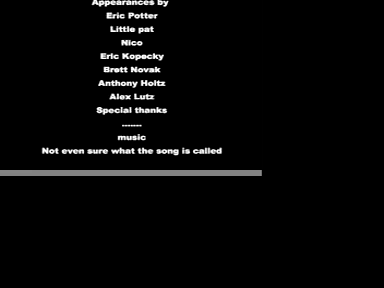 Appearances by
Eric Potter
Little pat
Nico
Eric Kopecky
Brett Novak
Anthony Holtz
Alex Lutz
Special thanks
.......
music
Not even sure what the song is called